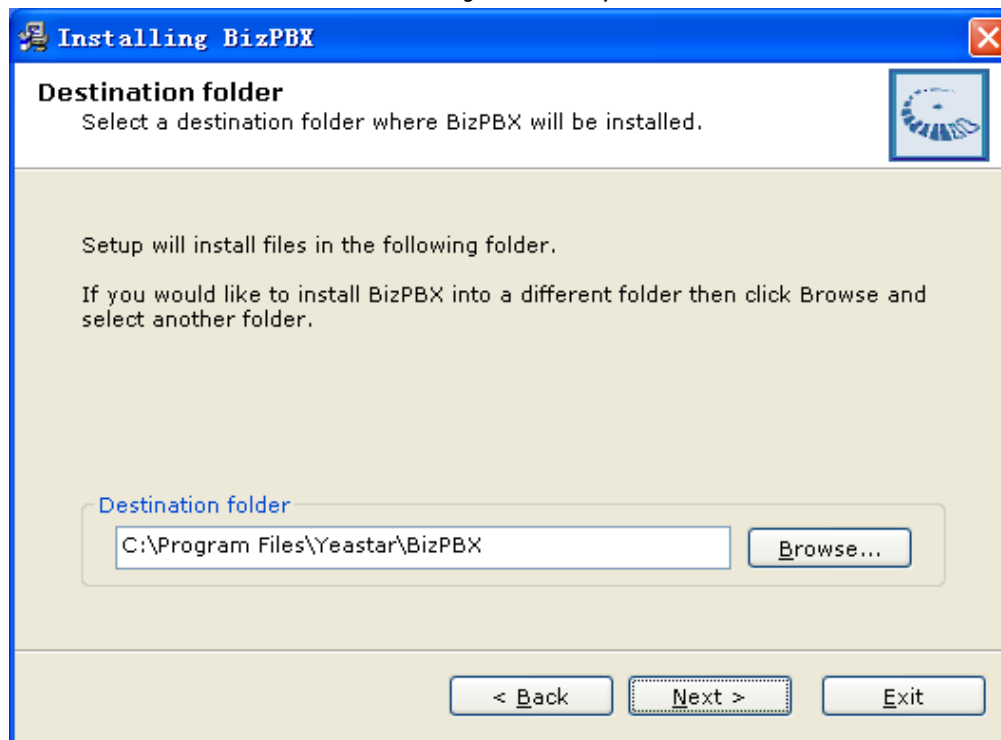 Installing BizPBX
Destination folder
Select a destination folder where BizPBX will be installed.
Setup will install files in the following folder.
If you would like to install BizPBX into a different folder then click Browse and
select another folder.
Destination folder
C:\Program Files\Yeastar\BizPBX
Browse...
< Back
Next >
Exit